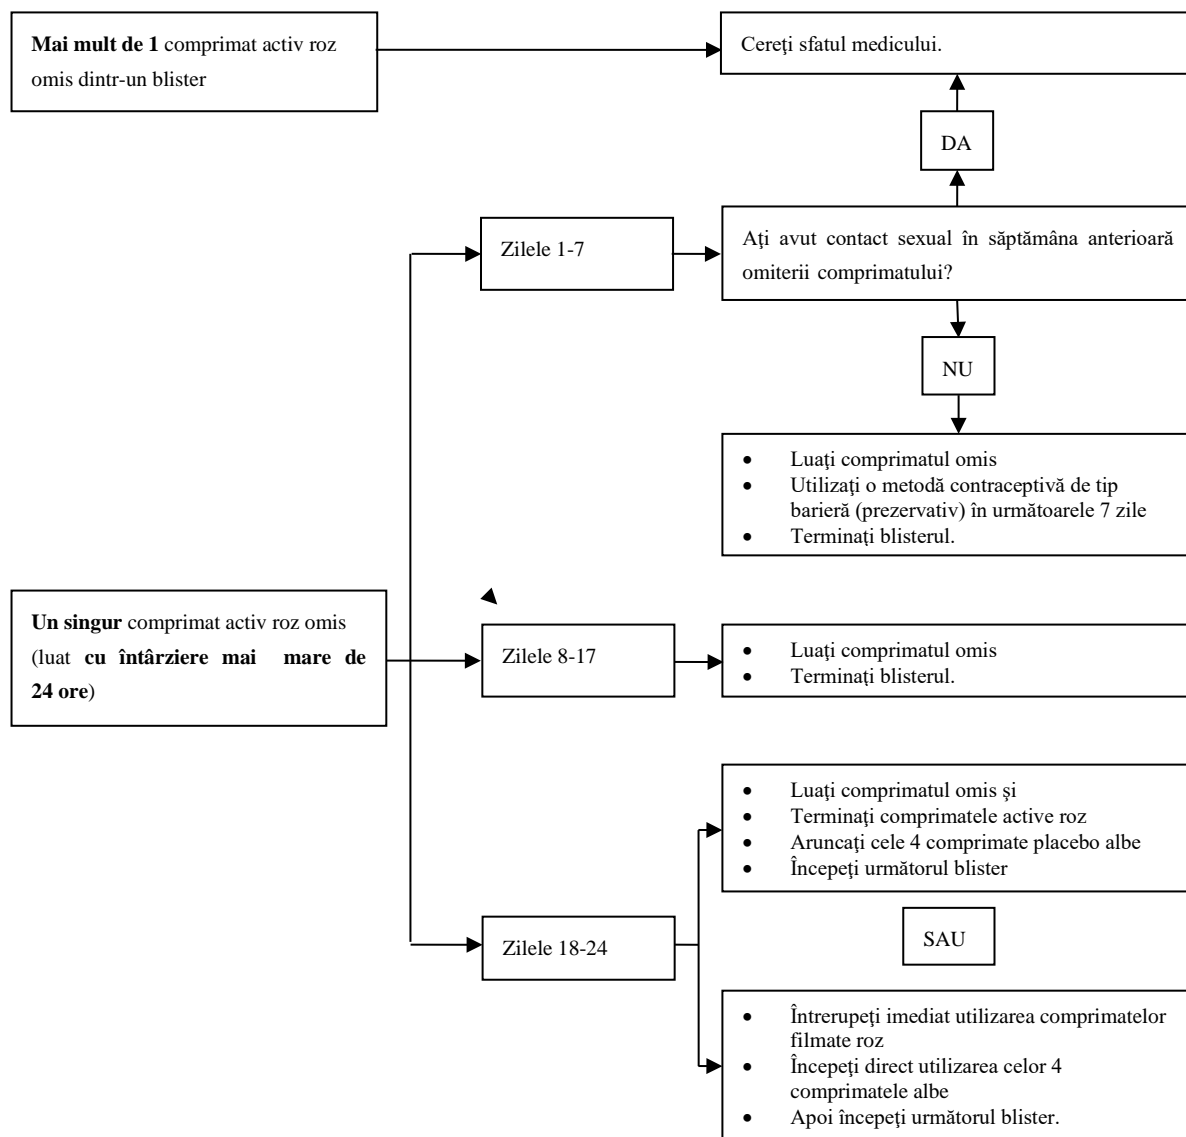 Mai mult de 1 comprimat activ roz
omis dintr-un blister
Cereţi sfatul medicului.
DA
Zilele 1-7
Aţi avut contact sexual în săptămâna anterioară
omiterii comprimatului?
NU
• Luaţi comprimatul omis
• Utilizaţi o metodă contraceptivă de tip
barieră (prezervativ) în următoarele 7 zile
• Terminaţi blisterul.
Un singur comprimat activ roz omis
(luat cu întârziere mai mare de
24 ore)
Zilele 8-17
• Luaţi comprimatul omis
• Terminaţi blisterul.
Zilele 18-24
• Luaţi comprimatul omis şi
• Terminaţi comprimatele active roz
• Aruncaţi cele 4 comprimate placebo albe
• Începeţi următorul blister
SAU
• Întrerupeţi imediat utilizarea comprimatelor
filmate roz
• Începeţi direct utilizarea celor 4
comprimatele albe
• Apoi începeţi următorul blister.